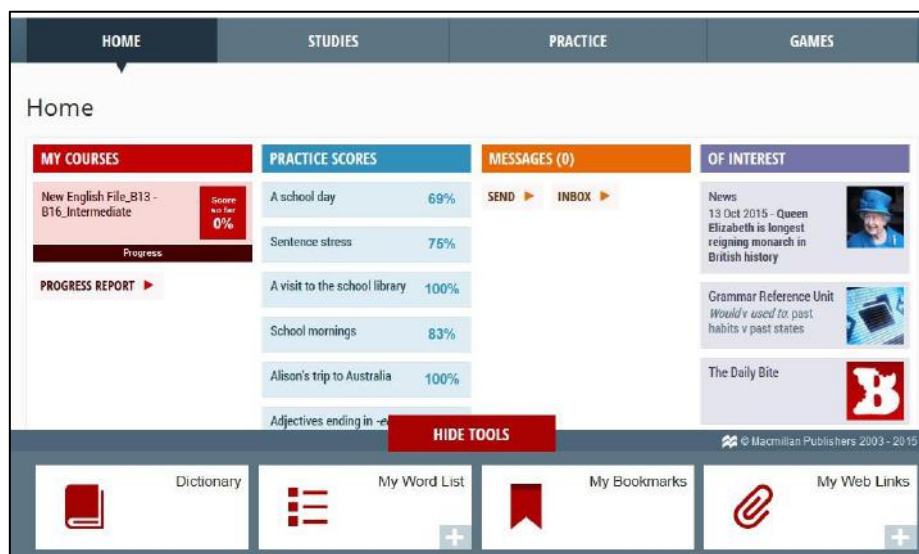 HOME STUDIES PRACTICE GAMES
Home
MY COURSES
New English File_B13 -
B16_Intermediate
Score
so far
0%
Progress
PROGRESS REPORT
PRACTICE SCORES
A school day 69%
Sentence stress 75%
A visit to the school library 100%
School mornings 83%
Alison's trip to Australia 100%
Adjectives ending in
MESSAGES (0)
SEND INBOX
OF INTEREST
News
13 Oct 2015 - Queen
Elizabeth is longest
reigning monarch in
British history
Grammar Reference Unit
Would v used to: past
habits v past states
The Daily Bite
B
HIDE TOOLS
© Macmillan Publishers 2003 - 2015
Dictionary
My Word List
My Bookmarks
My Web Links